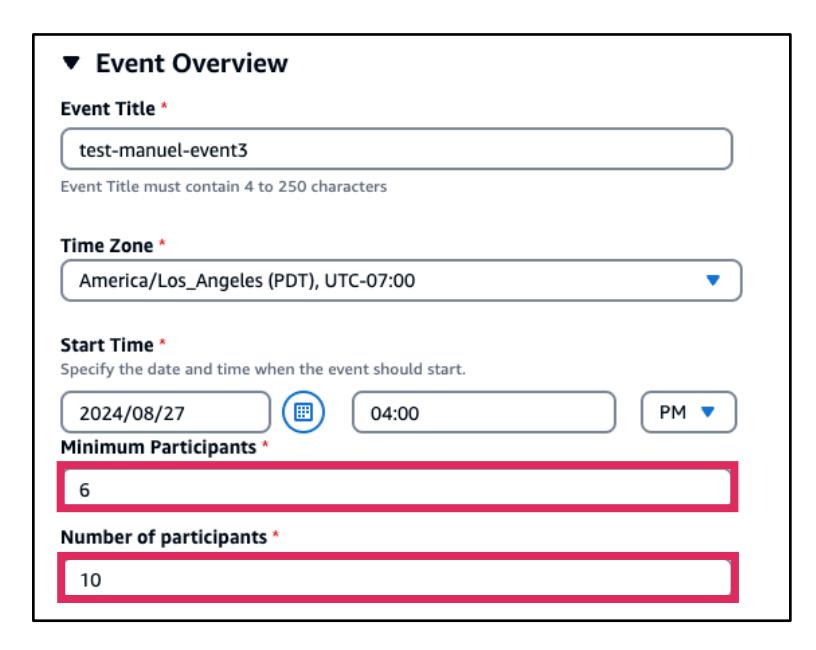 ▼ Event Overview
Event Title *
test-manuel-event3
Event Title must contain 4 to 250 characters
Time Zone *
America/Los_Angeles (PDT), UTC-07:00
Start Time *
Specify the date and time when the event should start.
2024/08/27 04:00 PM
Minimum Participants *
6
Number of participants *
10